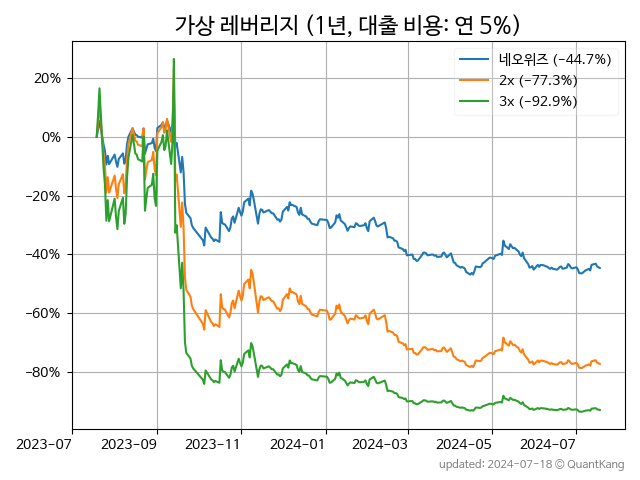 가상 레버리지 (1년, 대출 비용: 연 5%)
네오위즈 (−44.7%)
2x (−77.3%)
3x (−92.9%)
20%
0%
−20%
−40%
−60%
−80%
2023-07 2023-09 2023-11 2024-01 2024-03 2024-05 2024-07
updated: 2024-07-18 © QuantKang